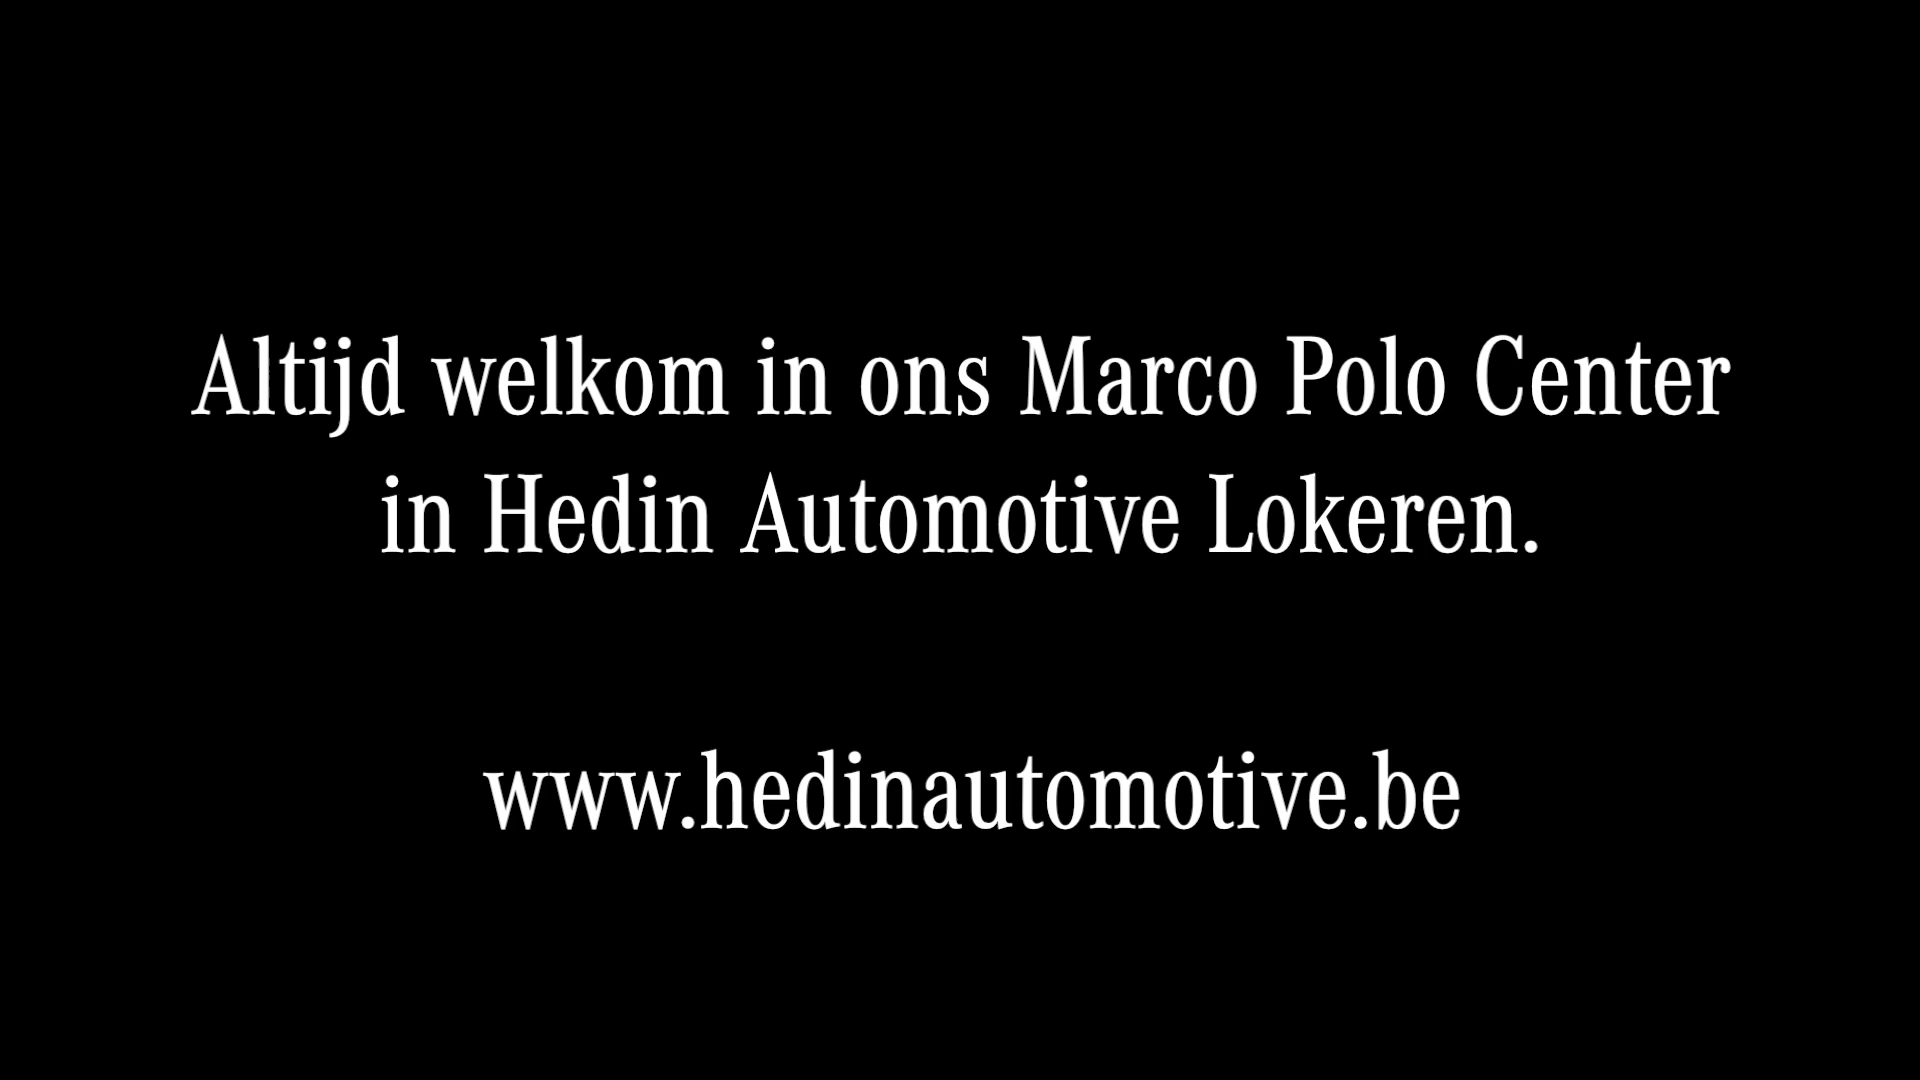 Altijd welkom in ons Marco Polo Center
in Hedin Automotive Lokeren.
www.hedinautomotive.be